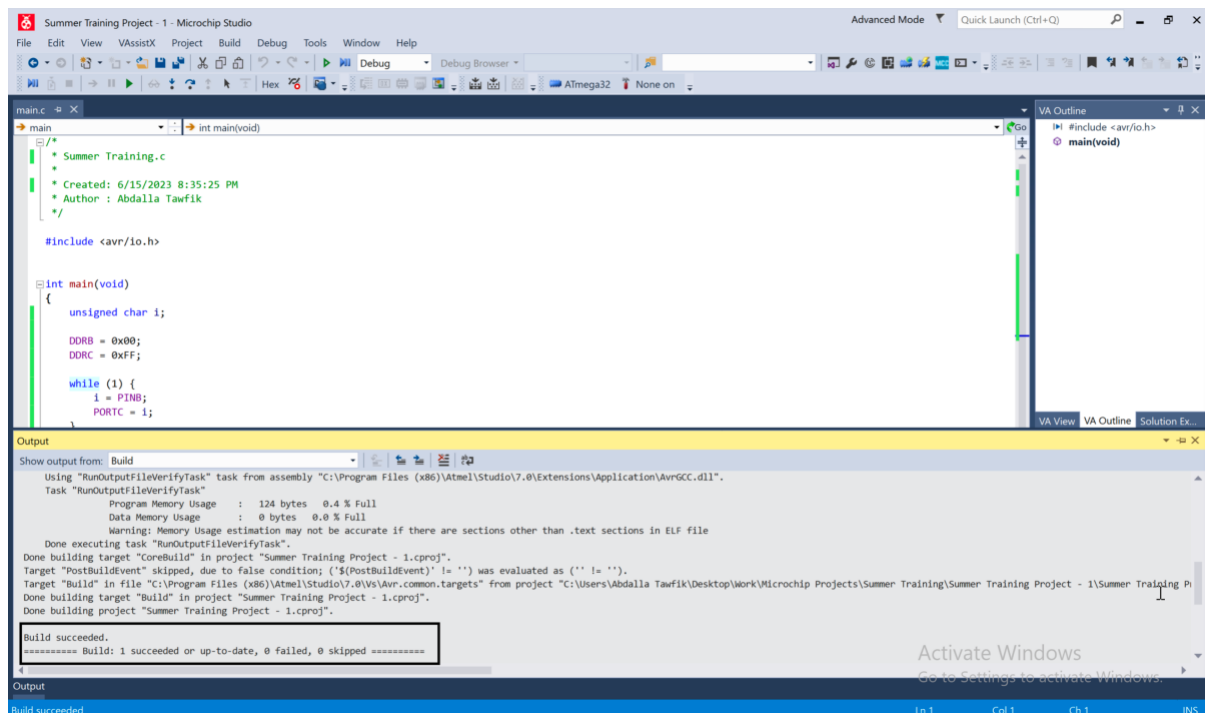 Summer Training Project - 1 - Microchip Studio
Advanced Mode
Quick Launch (Ctrl+Q)
File Edit View VAssistX Project Build Debug Tools Window Help
Debug
Debug Browser
Hex
ATmega32
None on
main.c
VA Outline
main
int main(void)
Go
#include <avr/io.h>
main(void)
/*
* Summer Training.c
*
* Created: 6/15/2023 8:35:25 PM
* Author : Abdalla Tawfik
*/
#include <avr/io.h>
int main(void)
{
unsigned char i;
DDRB = 0x00;
DDRC = 0xFF;
while (1) {
i = PINB;
PORTC = i;
}
VA View VA Outline Solution Ex...
Output
Show output from: Build
Using "RunOutputFileVerifyTask" task from assembly "C:\Program Files (x86)\Atmel\Studio\7.0\Extensions\Application\AvrGCC.dll".
Task "RunOutputFileVerifyTask"
Program Memory Usage : 124 bytes 0.4 % Full
Data Memory Usage : 0 bytes 0.0 % Full
Warning: Memory Usage estimation may not be accurate if there are sections other than .text sections in ELF file
Done executing task "RunOutputFileVerifyTask".
Done building target "CoreBuild" in project "Summer Training Project - 1.cproj".
Target "PostBuildEvent" skipped, due to false condition; ('$(PostBuildEvent)' != '') was evaluated as ('' != '').
Target "Build" in file "C:\Program Files (x86)\Atmel\Studio\7.0\Vs\Avr.common.targets" from project "C:\Users\Abdalla Tawfik\Desktop\Work\Microchip Projects\Summer Training\Summer Training Project - 1\Summer Training Pr
Done building target "Build" in project "Summer Training Project - 1.cproj".
Done building project "Summer Training Project - 1.cproj".
Build succeeded.
========== Build: 1 succeeded or up-to-date, 0 failed, 0 skipped ==========
Activate Windows
Go to Settings to activate Windows.
Output
Build succeeded
Ln 1 Col 1 Ch 1 INS